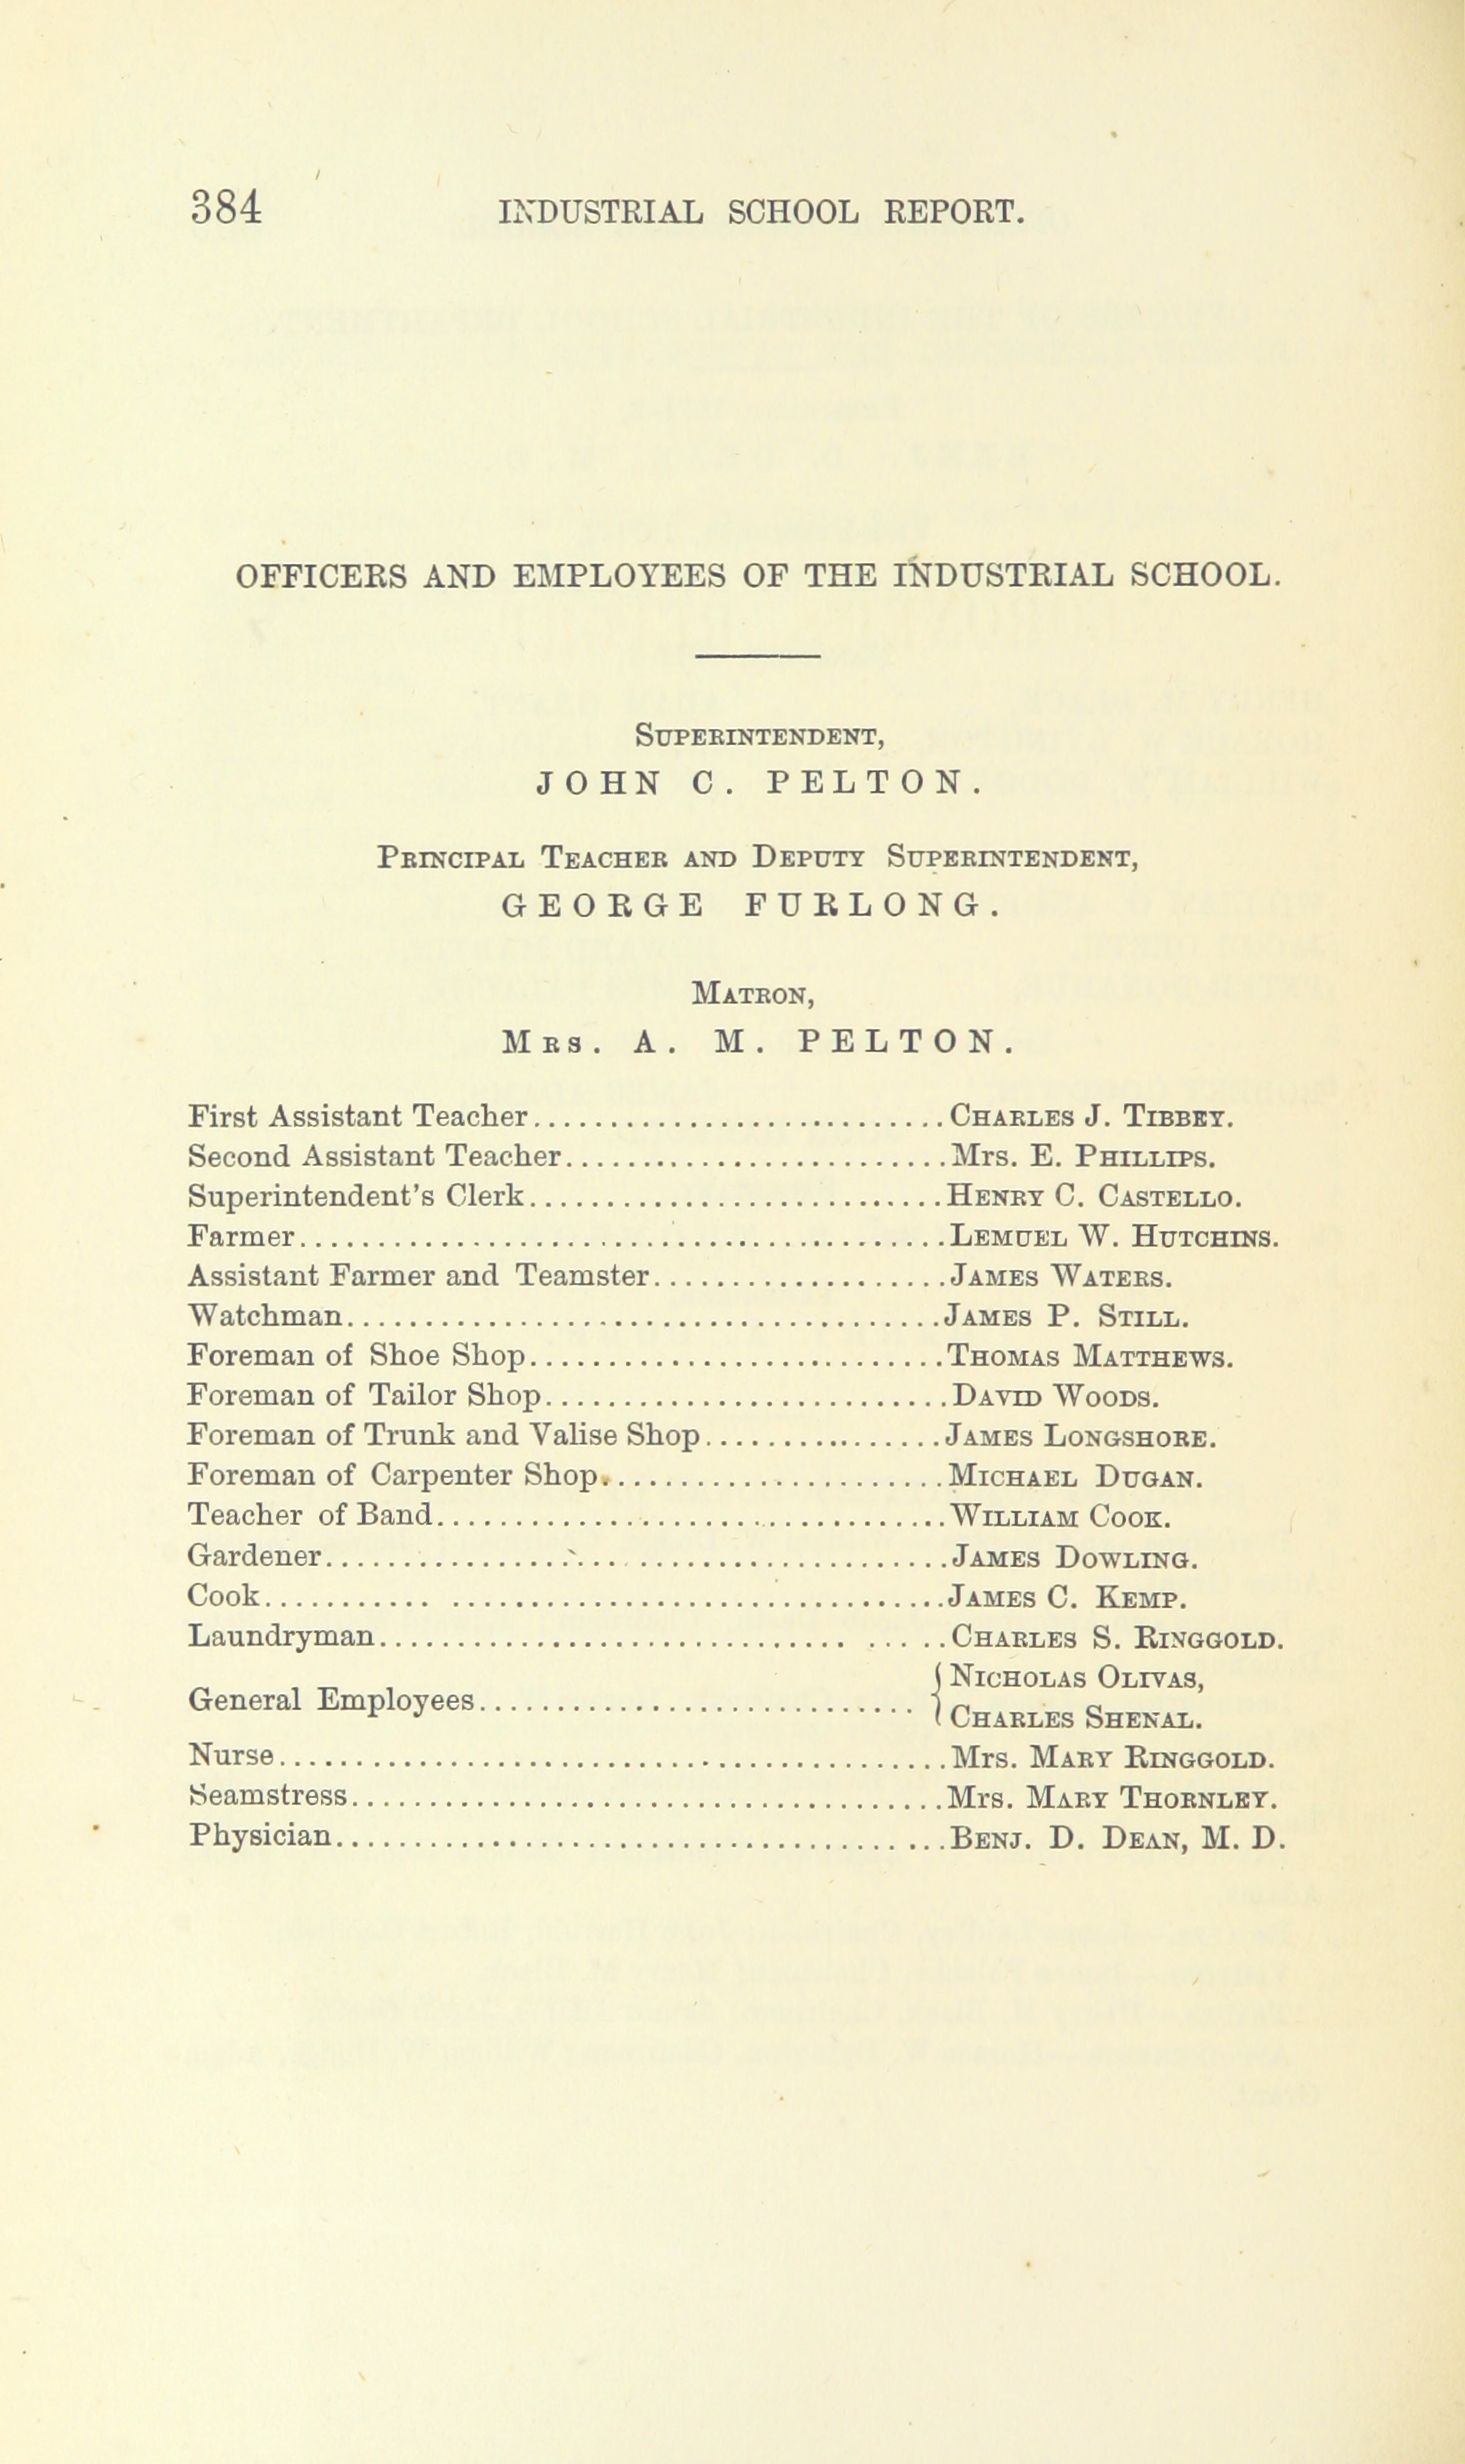 384 INDUSTRIAL SCHOOL REPORT.
OFFICERS AND EMPLOYEES OF THE INDUSTRIAL SCHOOL.
SUPERINTENDENT,
JOHN C. PELTON.
PRINCIPAL TEACHER AND DEPUTY SUPERINTENDENT,
GEORGE FURLONG.
MATRON,
MRS. A. M. PELTON.
First Assistant Teacher..............................CHARLES J. TIBBEY.
Second Assistant Teacher..............................Mrs. E. PHILLIPS.
Superintendent's Clerk..............................HENRY C. CASTELLO.
Farmer..............................LEMUEL W. HUTCHINS.
Assistant Farmer and Teamster..............................JAMES WATERS.
Watchman..............................JAMES P. STILL.
Foreman of Shoe Shop..............................THOMAS MATTHEWS.
Foreman of Tailor Shop..............................DAVID WOODS.
Foreman of Trunk and Valise Shop..............................JAMES LONGSHORE.
Foreman of Carpenter Shop..............................MICHAEL DUGAN.
Teacher of Band..............................WILLIAM COOK.
Gardener..............................JAMES DOWLING.
Cook..............................JAMES C. KEMP.
Laundryman..............................CHARLES S. RINGGOLD.
General Employees..............................{NICHOLAS OLIVAS,
CHARLES SHENAL.
Nurse..............................Mrs. MARY RINGGOLD.
Seamstress..............................Mrs. MARY THORNLEY.
Physician..............................BENJ. D. DEAN, M. D.